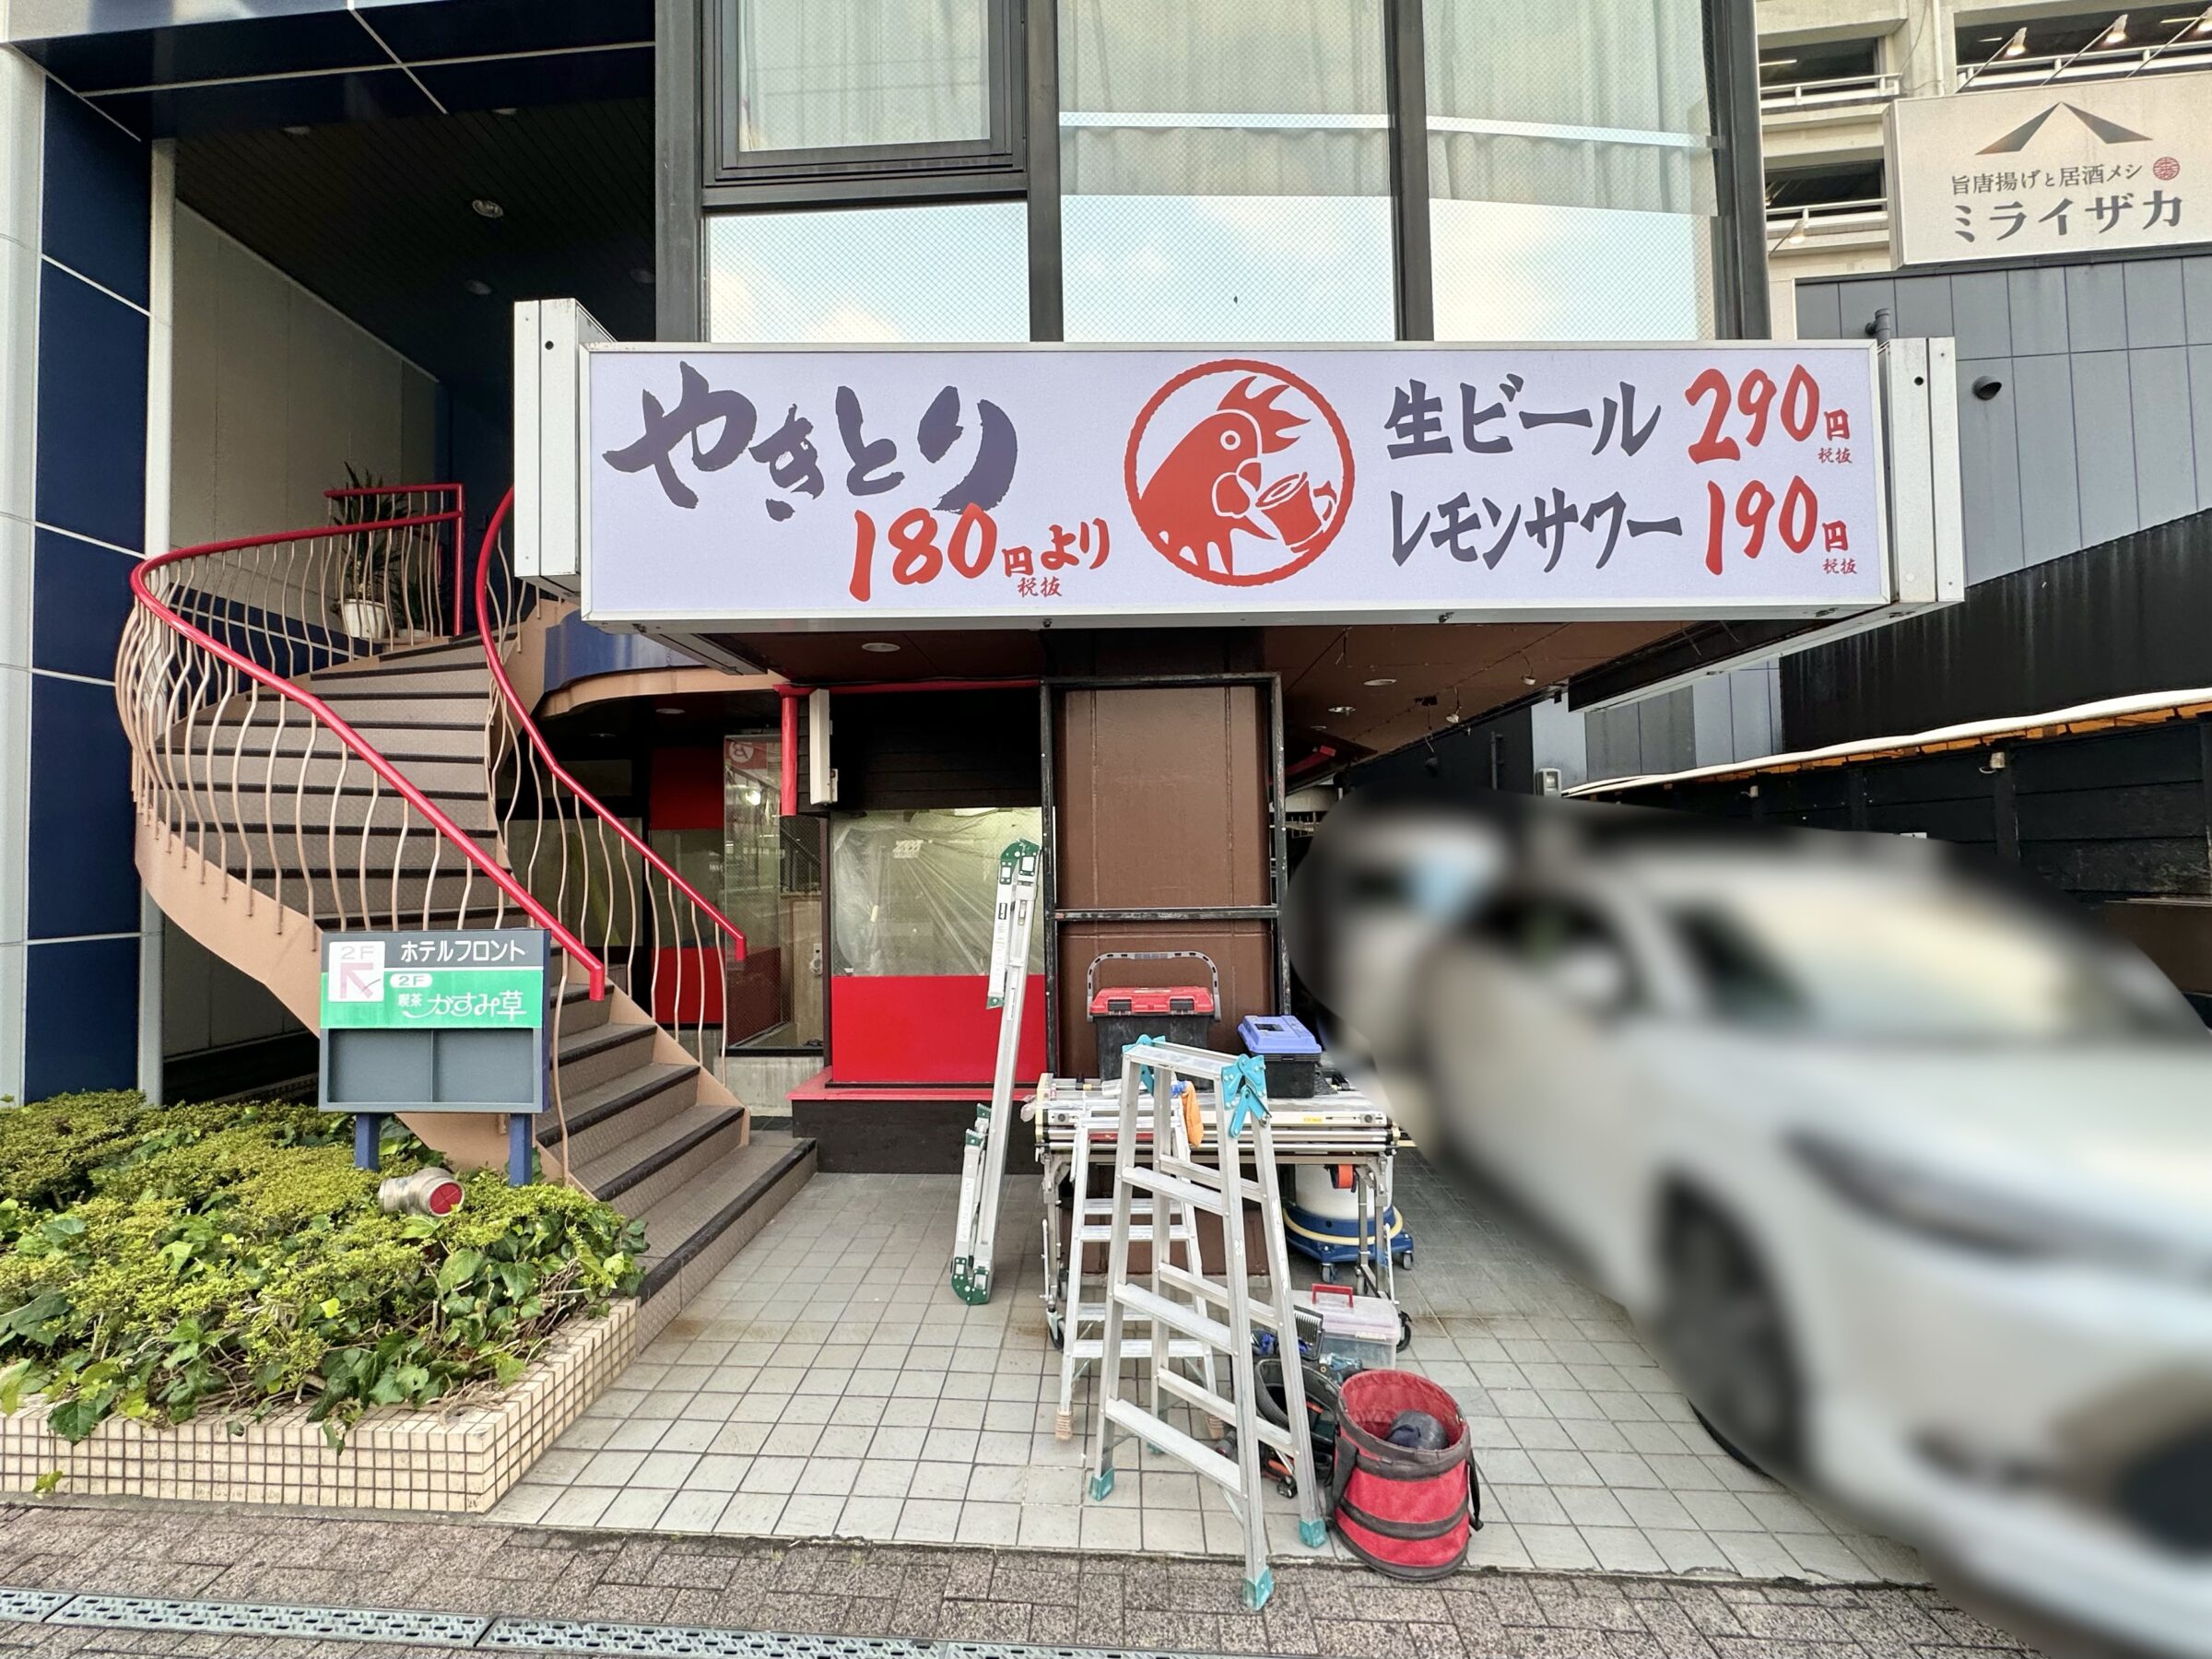 旨唐揚げと居酒メシ
ミライザカ
やきとり
180円より
税抜
生ビール 290円
税抜
レモンサワー 190円
税抜
2F ホテルフロント
2F
喫茶 かすみ草